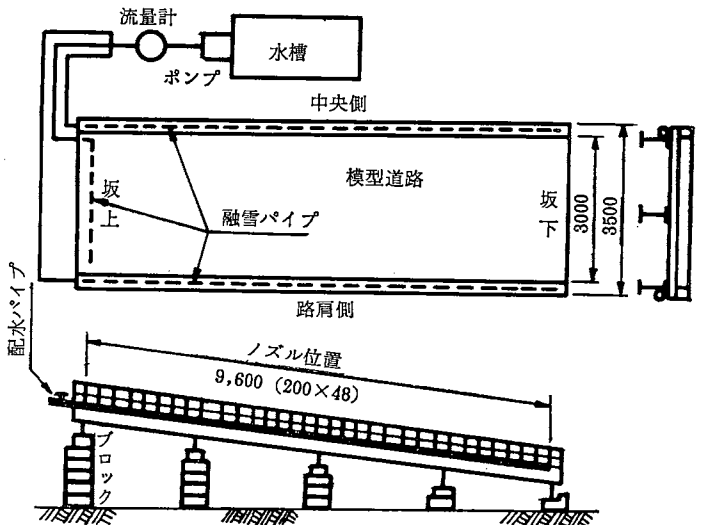 流量計
ポンプ
水槽
中央側
坂上
模型道路
坂下
3000
3500
融雪パイプ
路肩側
配水パイプ
ノズル位置
9,600 (200×48)
ブロック